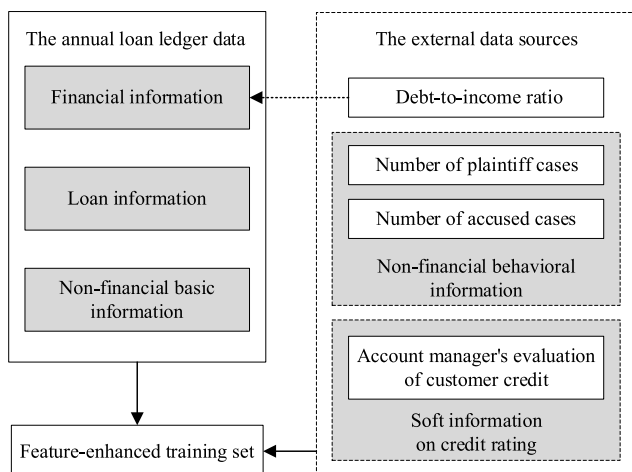 The annual loan ledger data
Financial information
Loan information
Non-financial basic
information
Feature-enhanced training set
The external data sources
Debt-to-income ratio
Number of plaintiff cases
Number of accused cases
Non-financial behavioral
information
Account manager's evaluation
of customer credit
Soft information
on credit rating